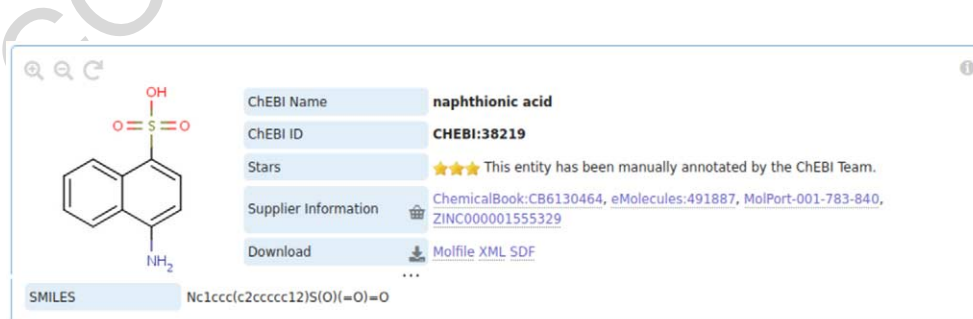 OH
O=S=O
NH2
ChEBI Name naphthionic acid
ChEBI ID CHEBI:38219
Stars This entity has been manually annotated by the ChEBI Team.
Supplier Information ChemicalBook:CB6130464, eMolecules:491887, MolPort-001-783-840,
ZINC000001555329
Download Molfile XML SDF
...
SMILES Nc1ccc(c2ccccc12)S(O)(=O)=O